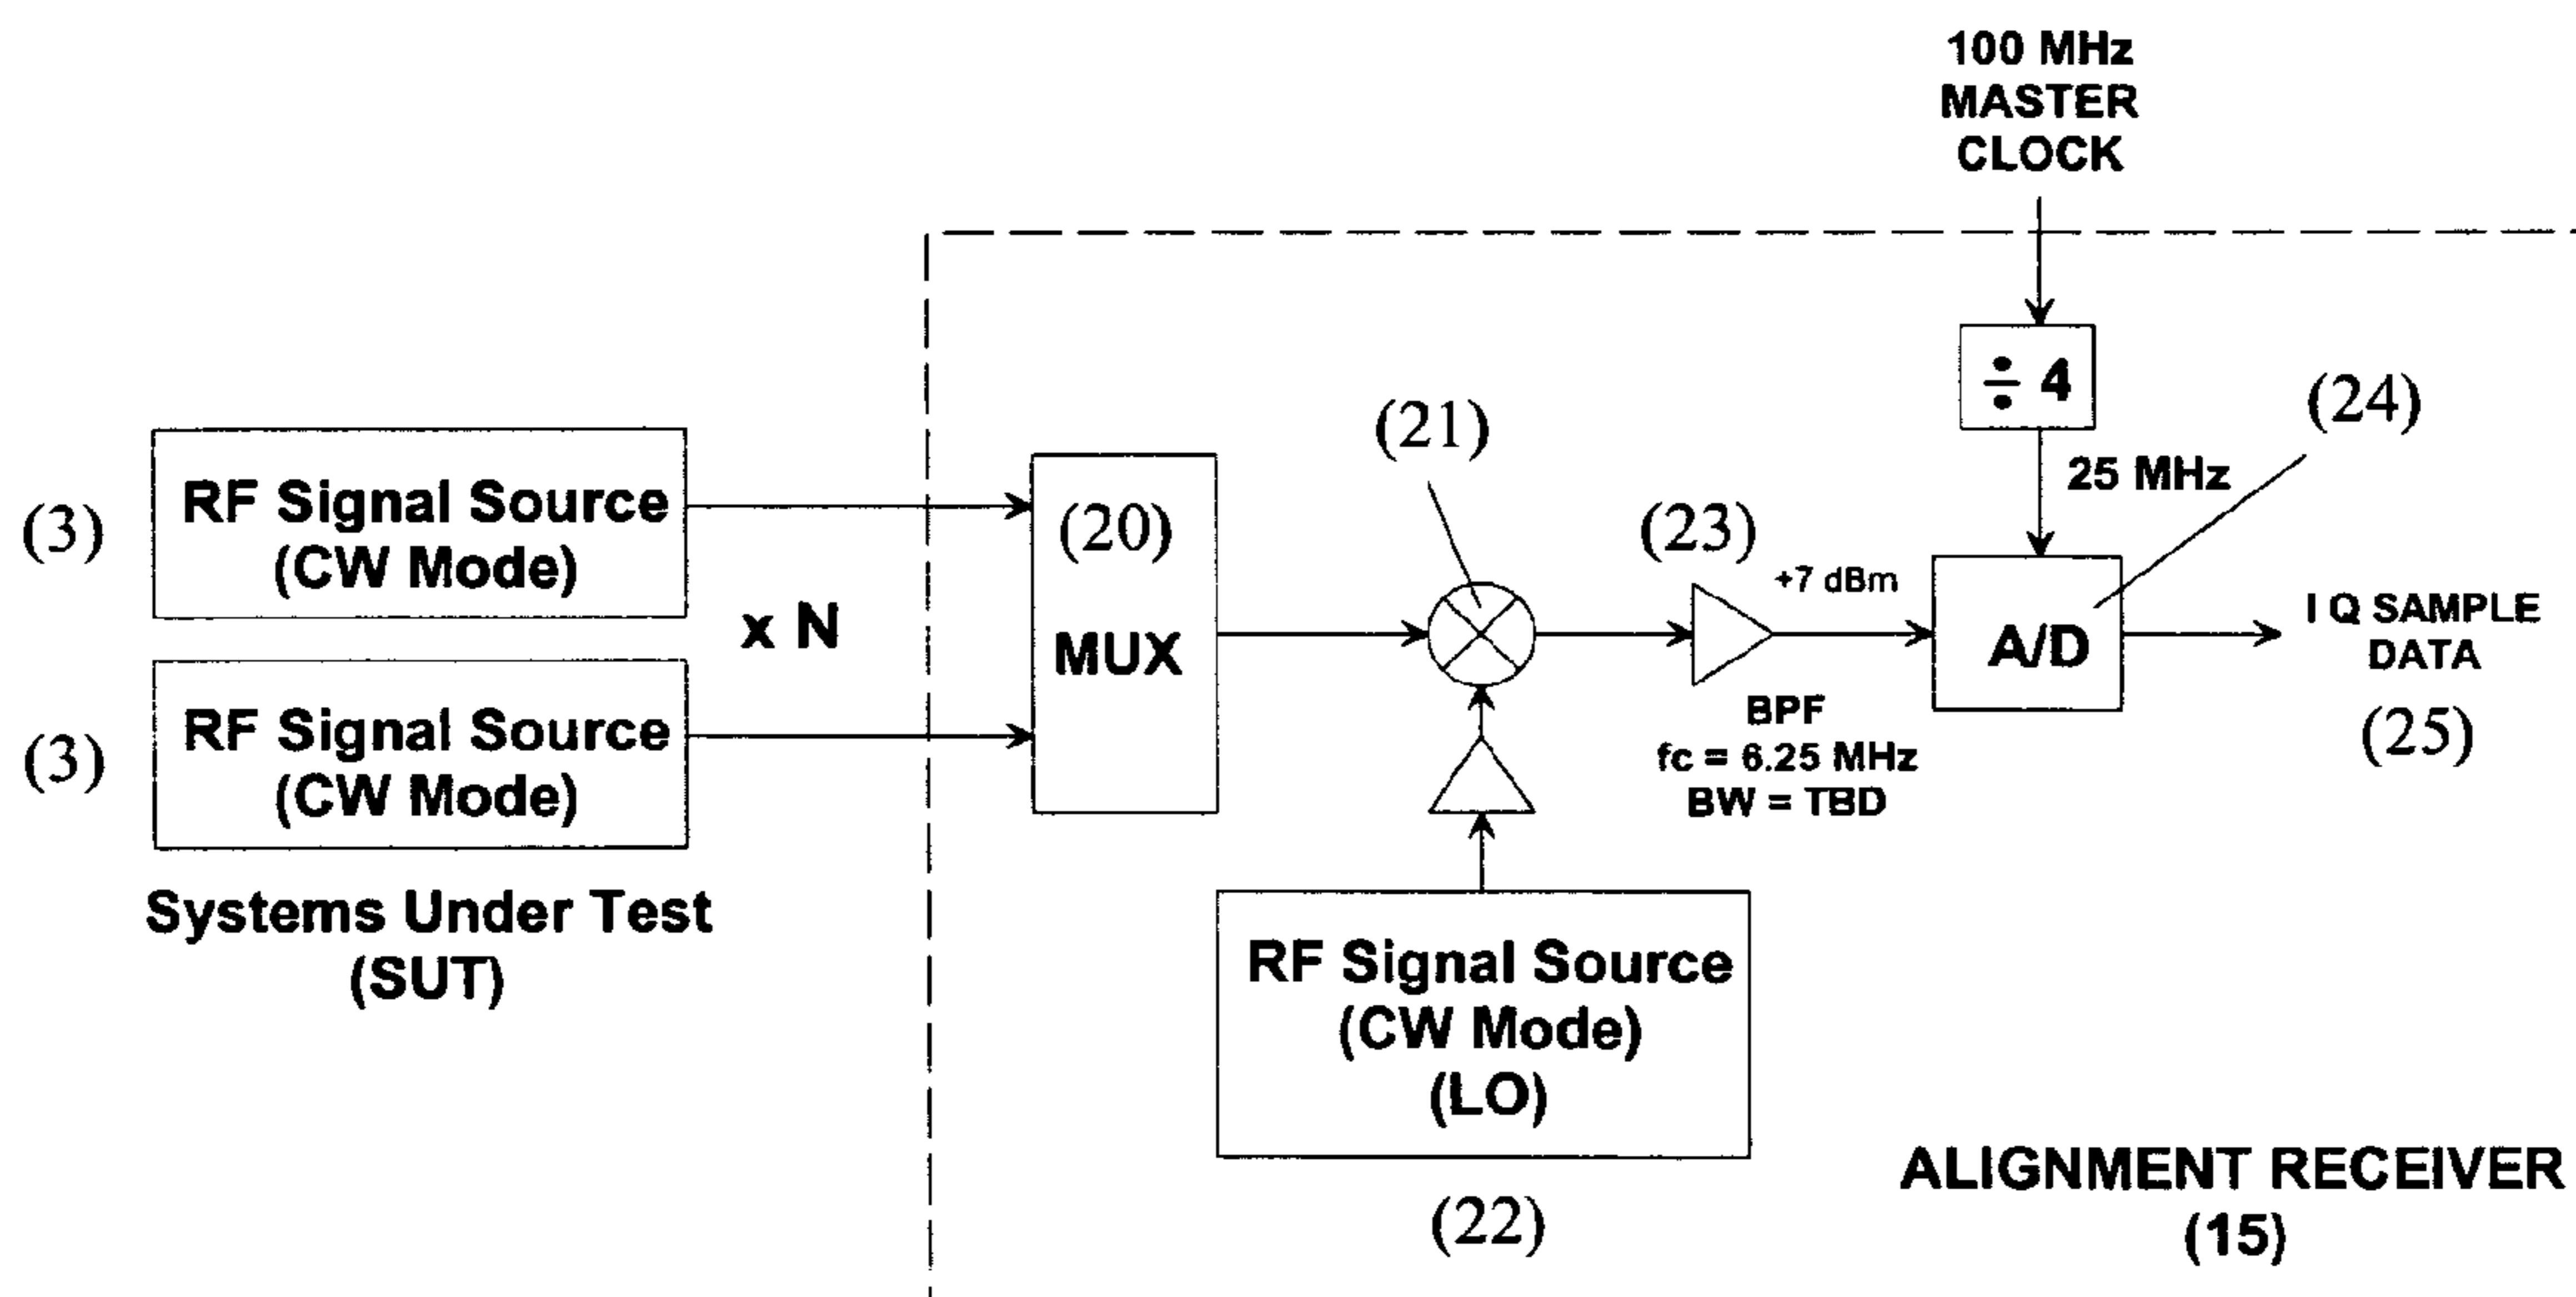 100 MHz
MASTER
CLOCK
÷ 4
(24)
25 MHz
(21)
(3)
RF Signal Source
(CW Mode)
(20)
MUX
(23)
+7 dBm
A/D
I Q SAMPLE
DATA
(25)
x N
BPF
fc = 6.25 MHz
BW = TBD
(3)
RF Signal Source
(CW Mode)
Systems Under Test
(SUT)
RF Signal Source
(CW Mode)
(LO)
(22)
ALIGNMENT RECEIVER
(15)